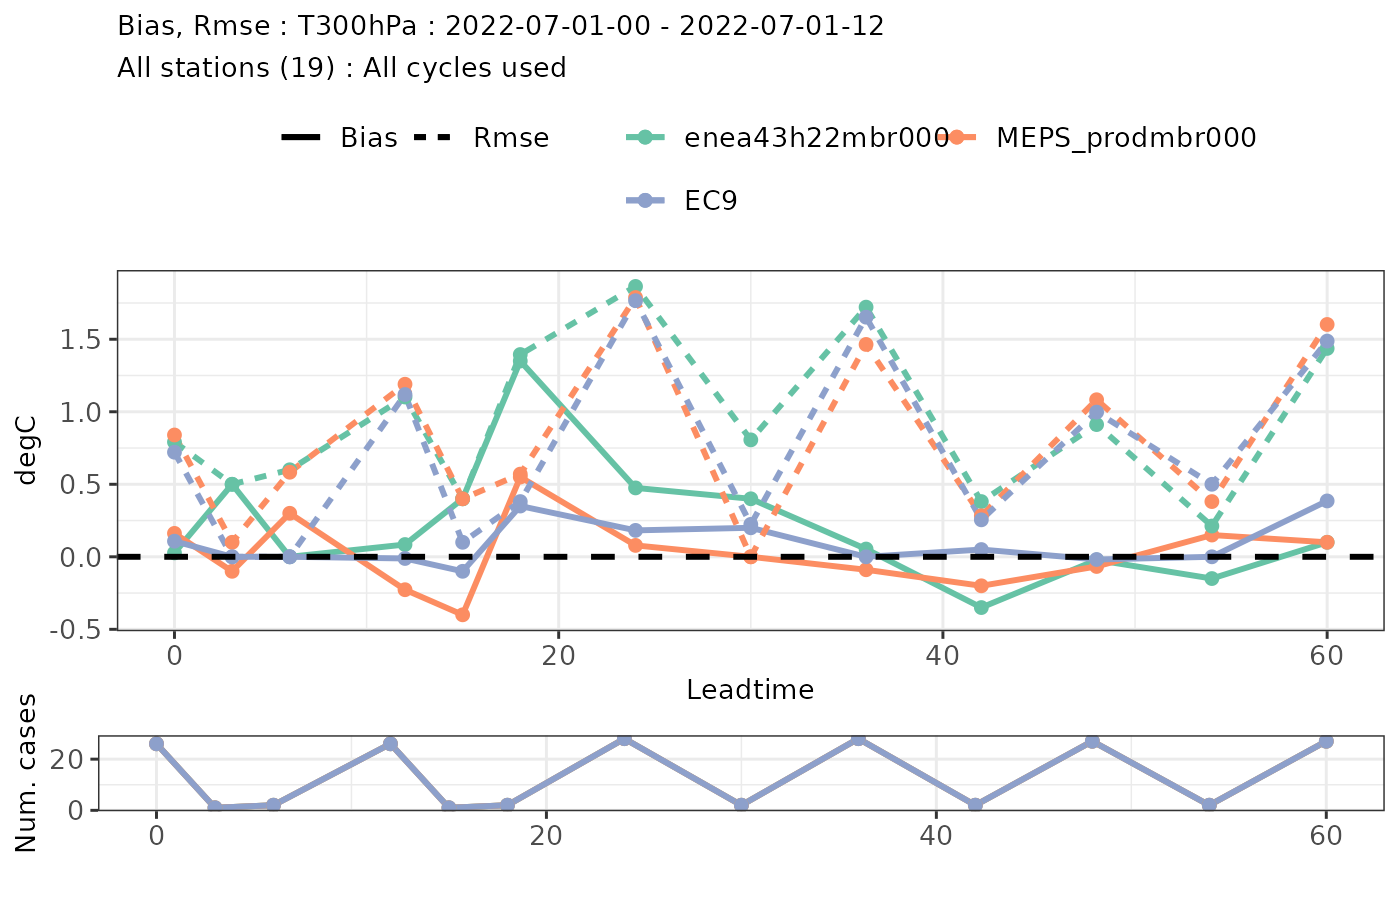 Bias, Rmse : T300hPa : 2022-07-01-00 - 2022-07-01-12
All stations (19) : All cycles used
Bias Rmse enea43h22mbr000 MEPS_prodmbr000
EC9
degC
1.5
1.0
0.5
0.0
-0.5
0 20 40 60
Leadtime
Num. cases
20
0
0 20 40 60